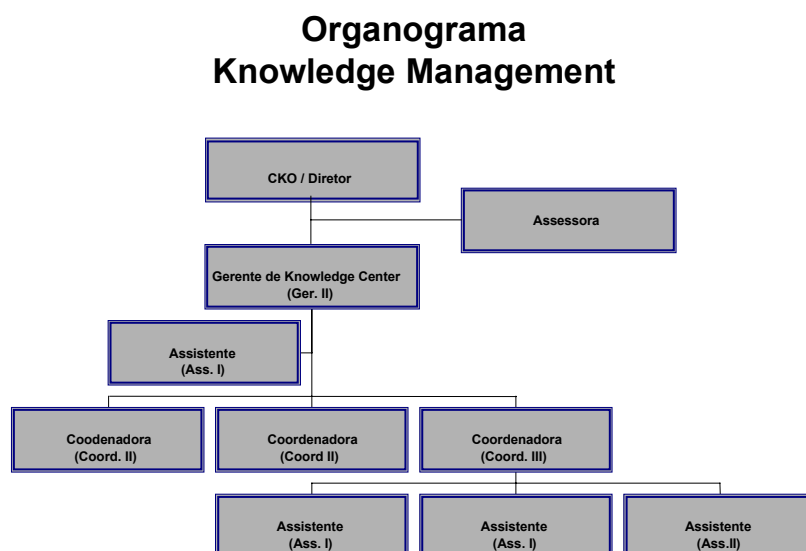 Organograma
Knowledge Management
CKO / Diretor
Assessora
Gerente de Knowledge Center
(Ger. II)
Assistente
(Ass. I)
Coodenadora
(Coord. II)
Coordenadora
(Coord II)
Coordenadora
(Coord. III)
Assistente
(Ass. I)
Assistente
(Ass. I)
Assistente
(Ass.II)